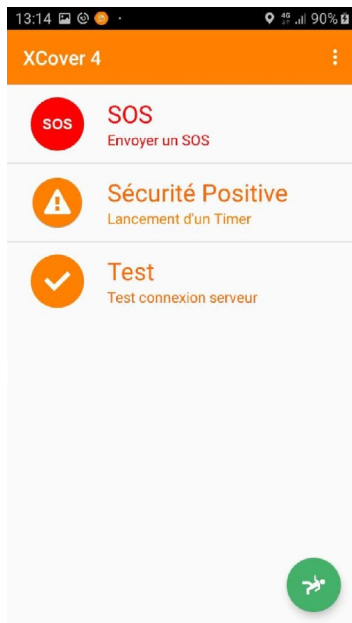 13:14 4G 90%
XCover 4
SOS
SOS
Envoyer un SOS
Sécurité Positive
Lancement d'un Timer
Test
Test connexion serveur